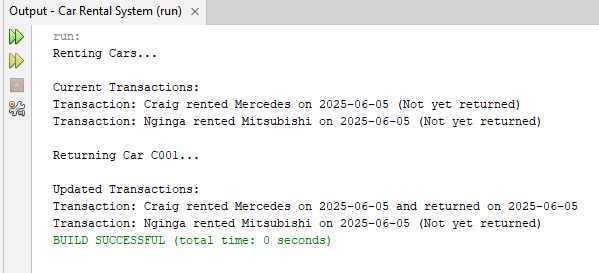 Output - Car Rental System (run) ×
run:
Renting Cars...
Current Transactions:
Transaction: Craig rented Mercedes on 2025-06-05 (Not yet returned)
Transaction: Nginga rented Mitsubishi on 2025-06-05 (Not yet returned)
Returning Car C001...
Updated Transactions:
Transaction: Craig rented Mercedes on 2025-06-05 and returned on 2025-06-05
Transaction: Nginga rented Mitsubishi on 2025-06-05 (Not yet returned)
BUILD SUCCESSFUL (total time: 0 seconds)